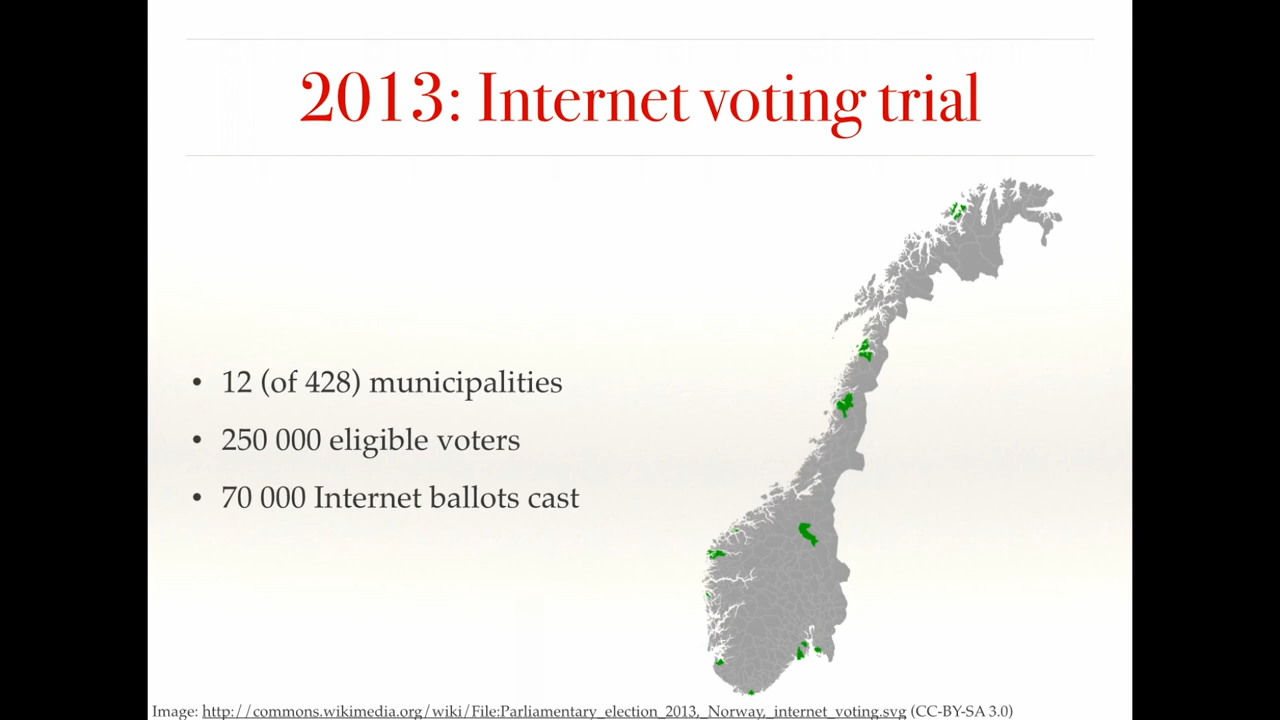 2013: Internet voting trial
• 12 (of 428) municipalities
• 250 000 eligible voters
• 70 000 Internet ballots cast
Image: http://commons.wikimedia.org/wiki/File:Parliamentary_election_2013,_Norway,_internet_voting.svg (CC-BY-SA 3.0)